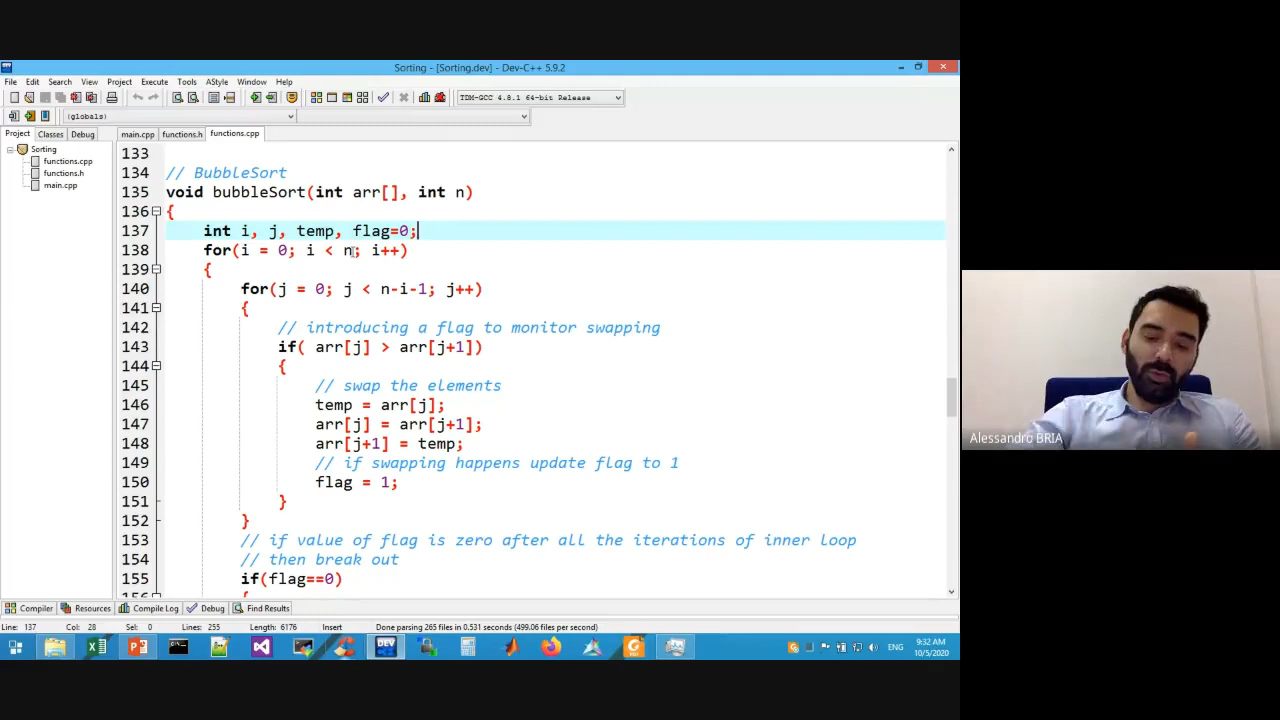 Sorting - [Sorting.dev] - Dev-C++ 5.9.2
File Edit Search View Project Execute Tools AStyle Window Help
TDM-GCC 4.8.1 64-bit Release
(globals)
Project Classes Debug
main.cpp functions.h functions.cpp
Sorting
functions.cpp
functions.h
main.cpp
133
134 // BubbleSort
135 void bubbleSort(int arr[], int n)
136 {
137 int i, j, temp, flag=0;
138 for(i = 0; i < n; i++)
139 {
140 for(j = 0; j < n-i-1; j++)
141 {
142 // introducing a flag to monitor swapping
143 if( arr[j] > arr[j+1])
144 {
145 // swap the elements
146 temp = arr[j];
147 arr[j] = arr[j+1];
148 arr[j+1] = temp;
149 // if swapping happens update flag to 1
150 flag = 1;
151 }
152 }
153 // if value of flag is zero after all the iterations of inner loop
154 // then break out
155 if(flag==0)
Compiler Resources Compile Log Debug Find Results
Line: 137 Col: 28 Sel: 0 Lines: 255 Length: 6176 Insert Done parsing 265 files in 0.531 seconds (499.06 files per second)
DEV
ENG
9:32 AM
10/5/2020
Alessandro BRIA